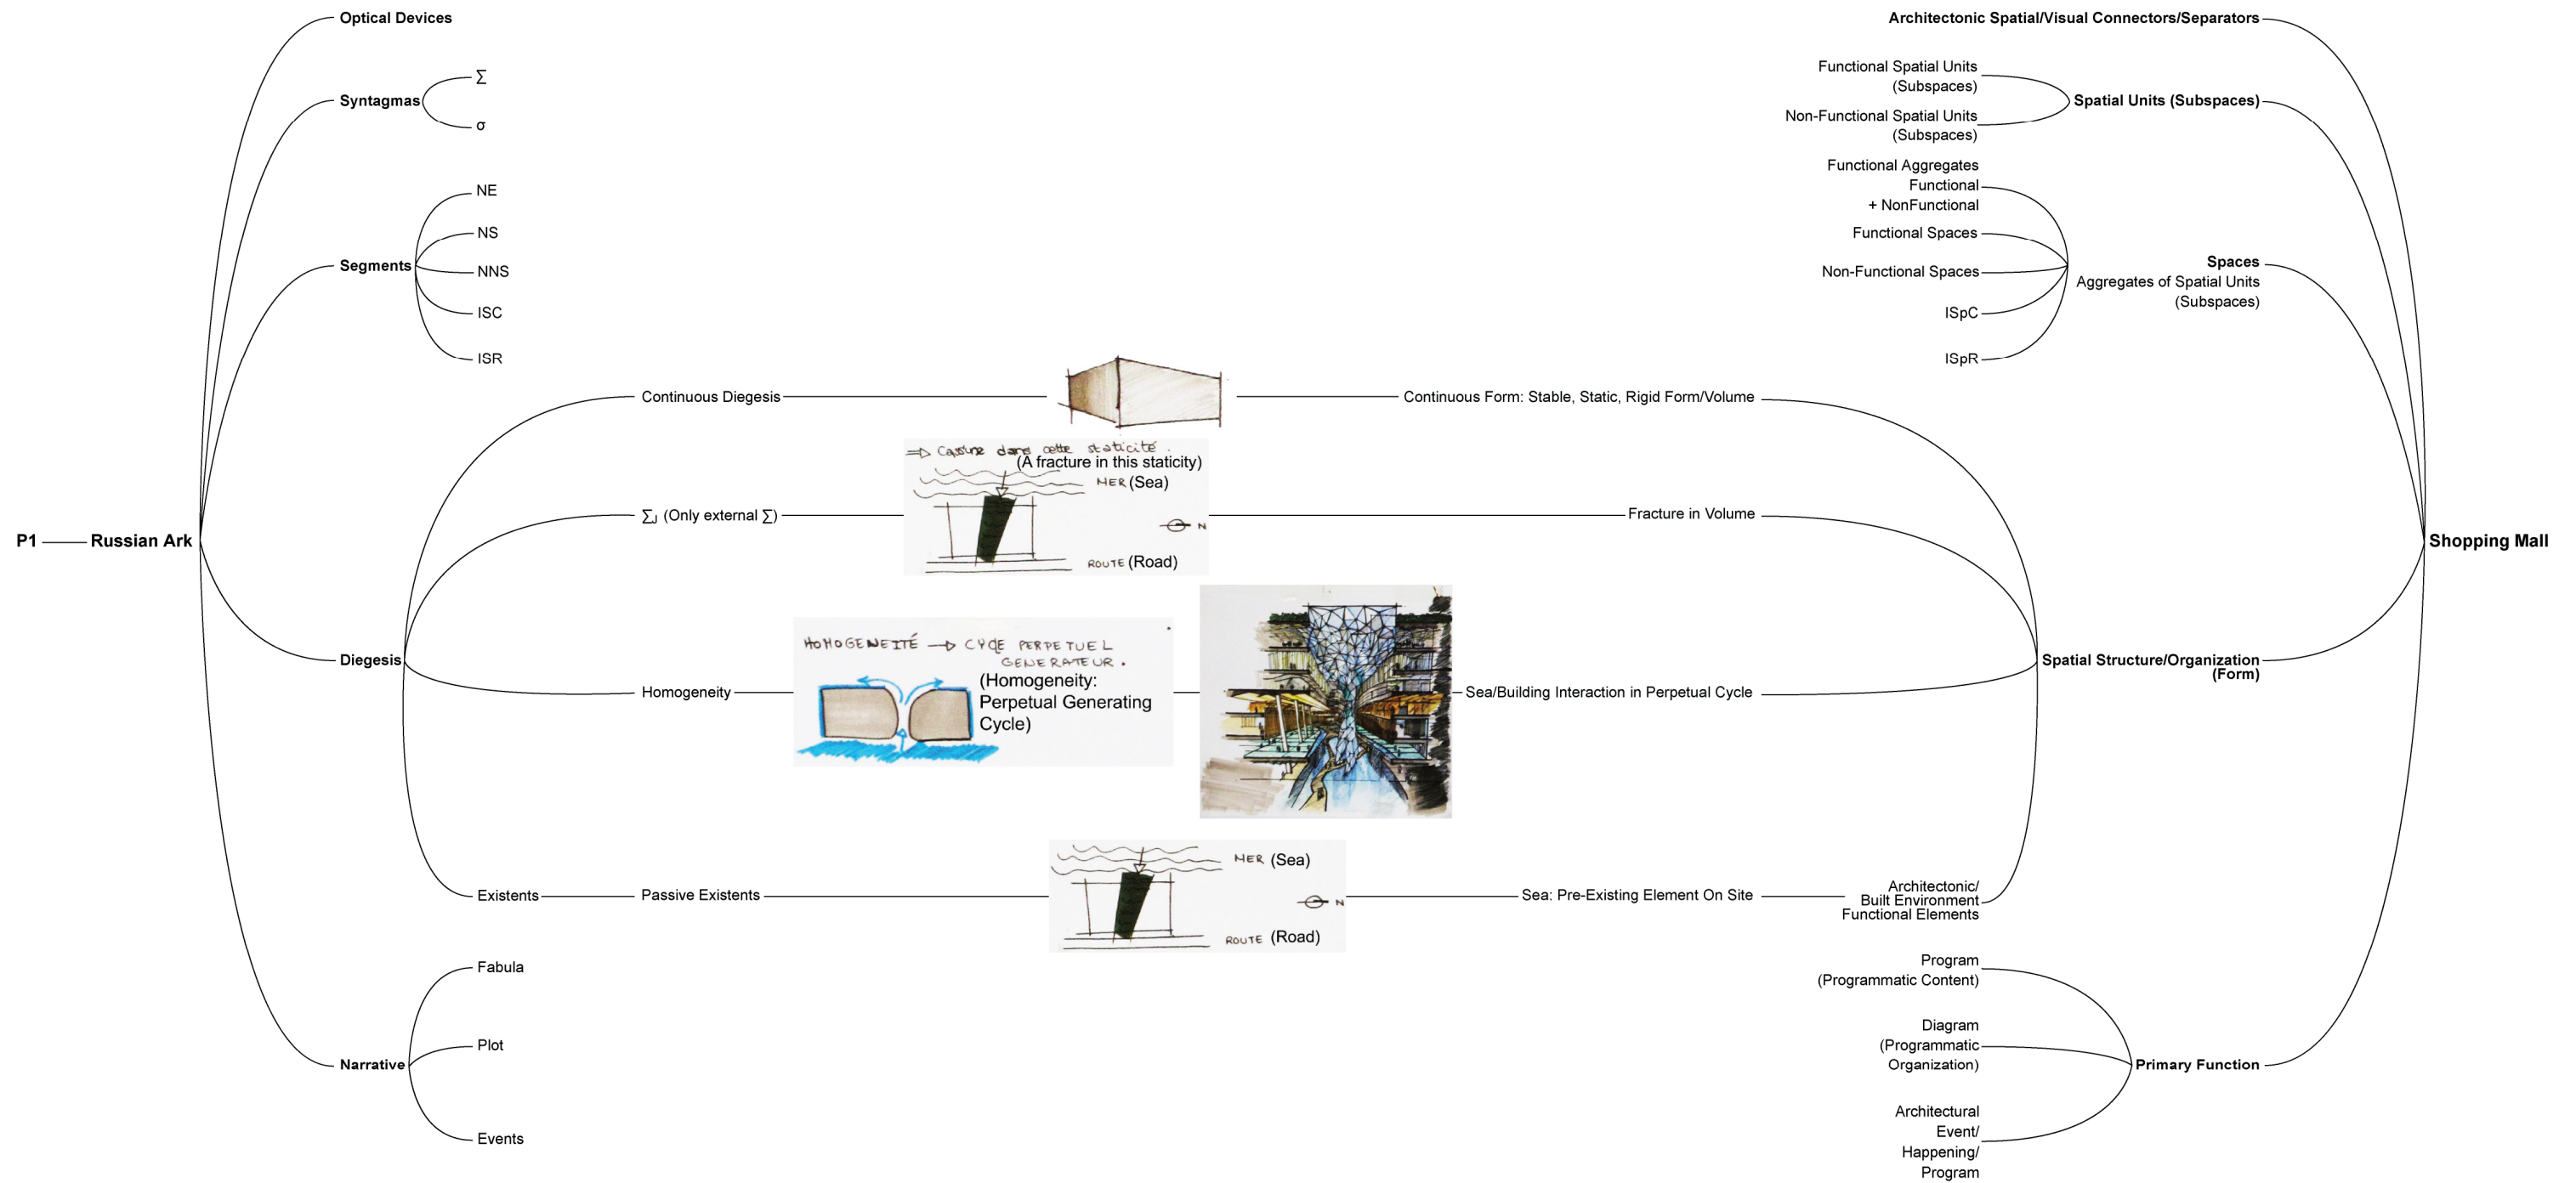 Optical Devices
Architectonic Spatial/Visual Connectors/Separators
Syntagmas
∑
σ
Functional Spatial Units
(Subspaces)
Non-Functional Spatial Units
(Subspaces)
Spatial Units (Subspaces)
Segments
NE
NS
NNS
ISC
ISR
Functional Aggregates
Functional
+ NonFunctional
Functional Spaces
Non-Functional Spaces
ISpC
ISpR
Spaces
Aggregates of Spatial Units
(Subspaces)
Continuous Diegesis
Continuous Form: Stable, Static, Rigid Form/Volume
⇒ Cassure dans cette staticité.
(A fracture in this staticity)
MER (Sea)
N
ROUTE (Road)
∑J (Only external ∑)
Fracture in Volume
P1
Russian Ark
Shopping Mall
HOMOGENEITÉ → CYCLE PERPETUEL
GENERATEUR.
(Homogeneity:
Perpetual Generating
Cycle)
Diegesis
Homogeneity
Sea/Building Interaction in Perpetual Cycle
Spatial Structure/Organization
(Form)
MER (Sea)
N
ROUTE (Road)
Existents
Passive Existents
Sea: Pre-Existing Element On Site
Architectonic/
Built Environment
Functional Elements
Narrative
Fabula
Plot
Events
Program
(Programmatic Content)
Diagram
(Programmatic
Organization)
Architectural
Event/
Happening/
Program
Primary Function